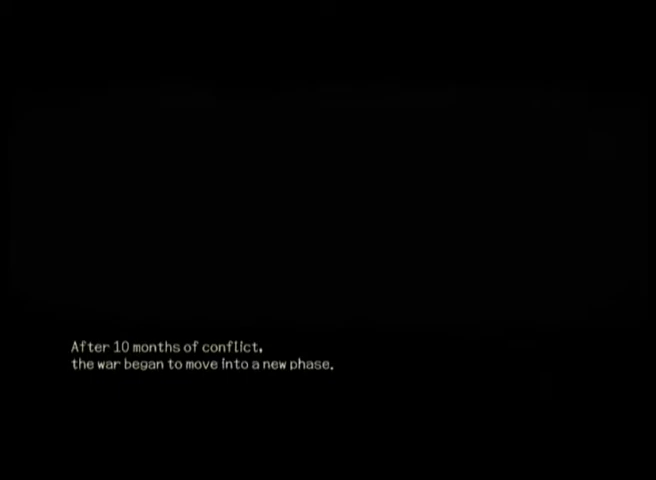 After 10 months of conflict,
the war began to move into a new phase.